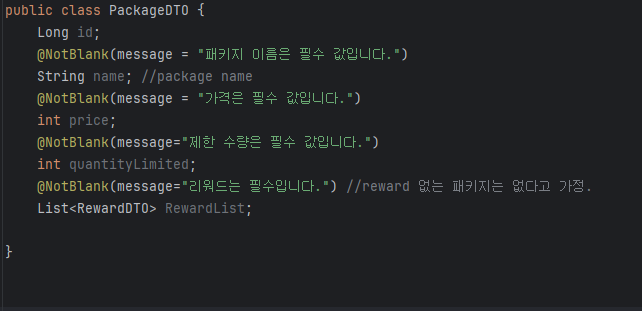 public class PackageDTO {
Long id;
@NotBlank(message = "패키지 이름은 필수 값입니다.")
String name; //package name
@NotBlank(message = "가격은 필수 값입니다.")
int price;
@NotBlank(message="제한 수량은 필수 값입니다.")
int quantityLimited;
@NotBlank(message="리워드는 필수입니다.") //reward 없는 패키지는 없다고 가정.
List<RewardDTO> RewardList;
}